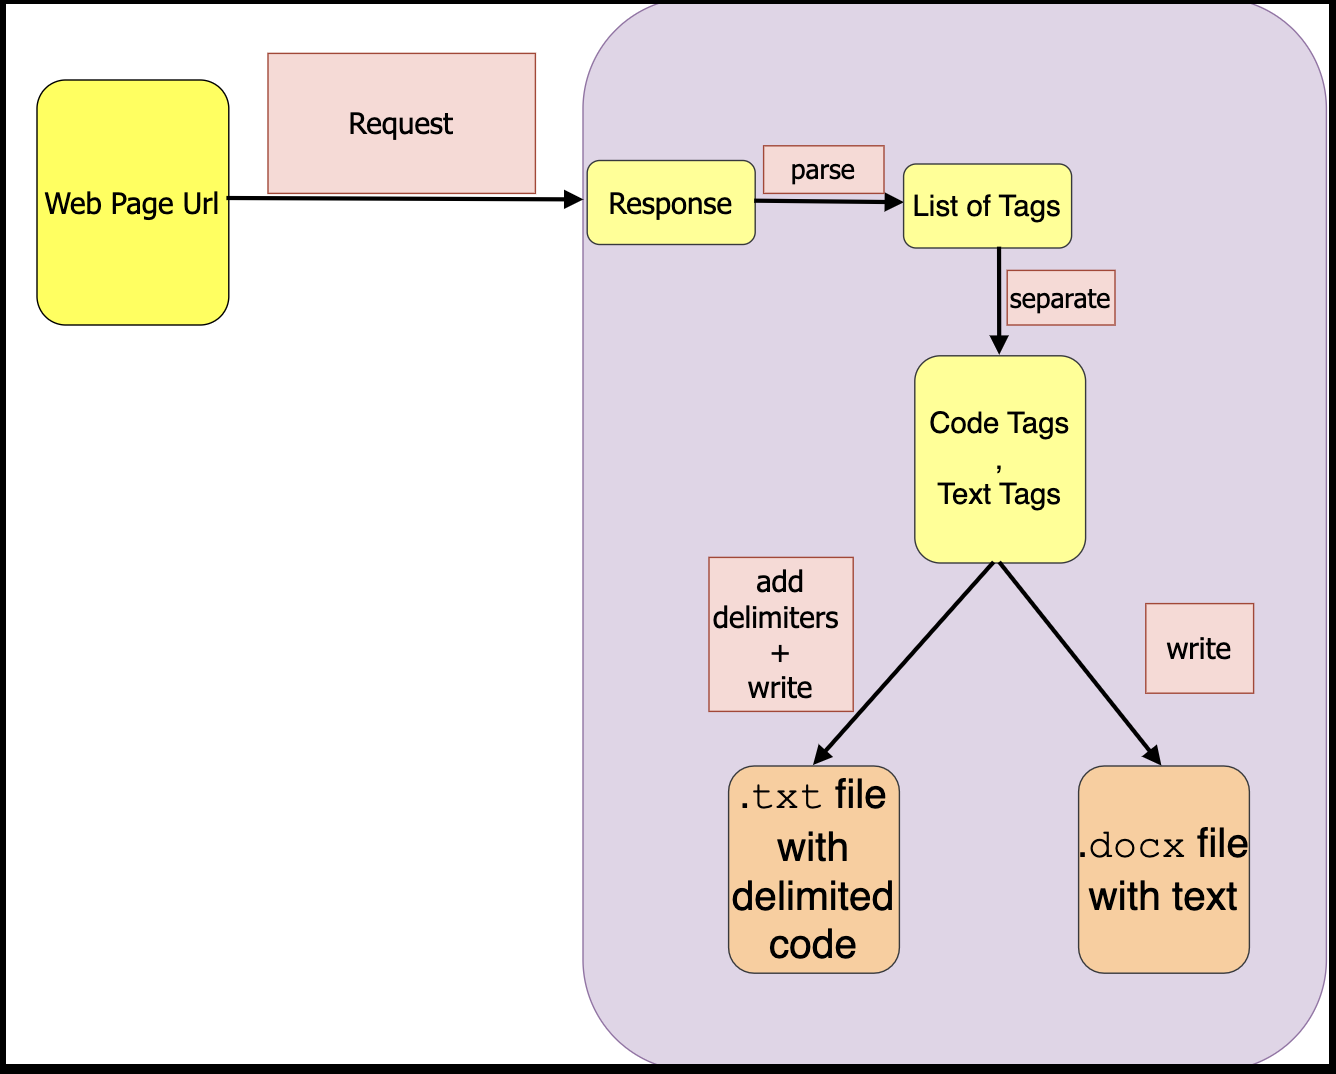 Request
Web Page Url
Response
parse
List of Tags
separate
Code Tags
,
Text Tags
add
delimiters
+
write
write
.txt file
with
delimited
code
.docx file
with text